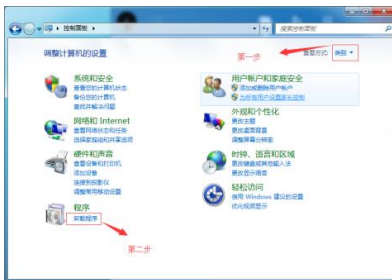 控制面板
搜索控制面板
调整计算机的设置
第一步
查看方式: 类别
系统和安全
查看您的计算机状态
备份您的计算机
查找并解决问题
用户帐户和家庭安全
添加或删除用户帐户
为所有用户设置家长控制
网络和 Internet
查看网络状态和任务
选择家庭组和共享选项
外观和个性化
更改主题
更改桌面背景
调整屏幕分辨率
硬件和声音
查看设备和打印机
添加设备
连接到投影仪
调整常用移动设置
时钟、语言和区域
更改键盘或其他输入法
更改显示语言
程序
卸载程序
轻松访问
使用 Windows 建议的设置
优化视频显示
第二步